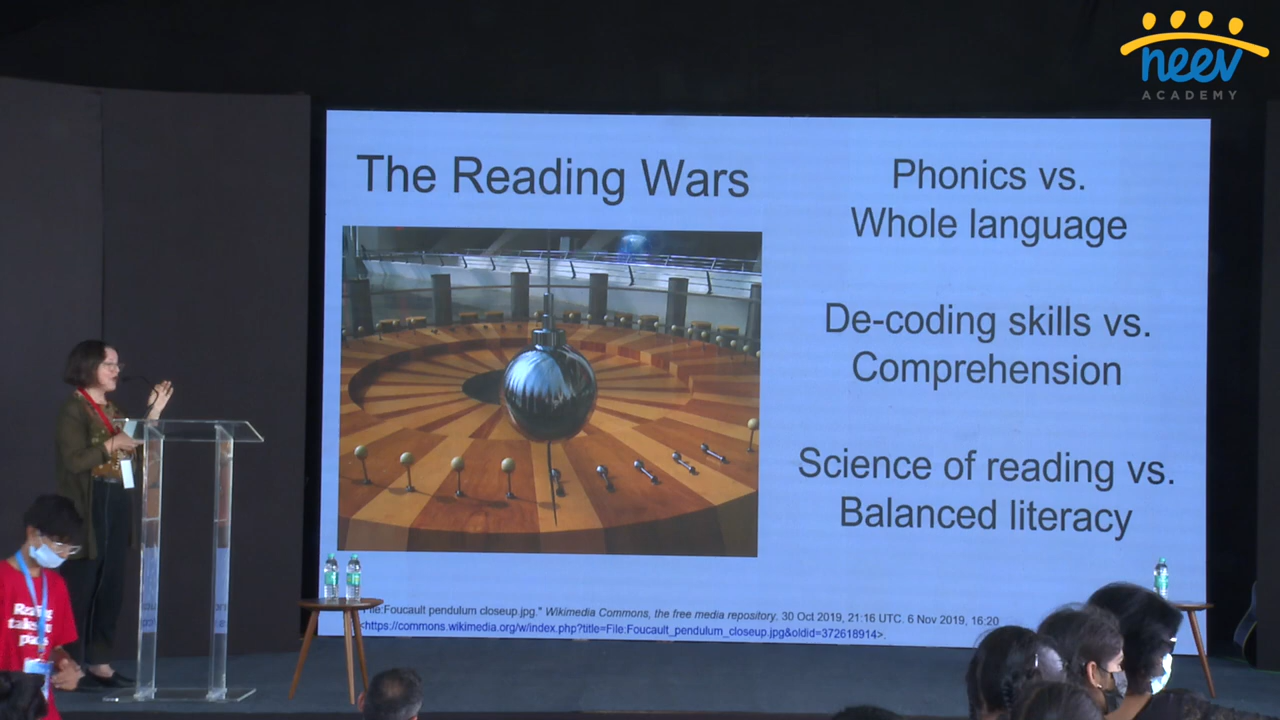 neev
ACADEMY
The Reading Wars
Phonics vs.
Whole language
De-coding skills vs.
Comprehension
Science of reading vs.
Balanced literacy
File:Foucault pendulum closeup.jpg." Wikimedia Commons, the free media repository. 30 Oct 2019, 21:16 UTC. 6 Nov 2019, 16:20
<https://commons.wikimedia.org/w/index.php?title=File:Foucault_pendulum_closeup.jpg&oldid=372618914>.
Reading